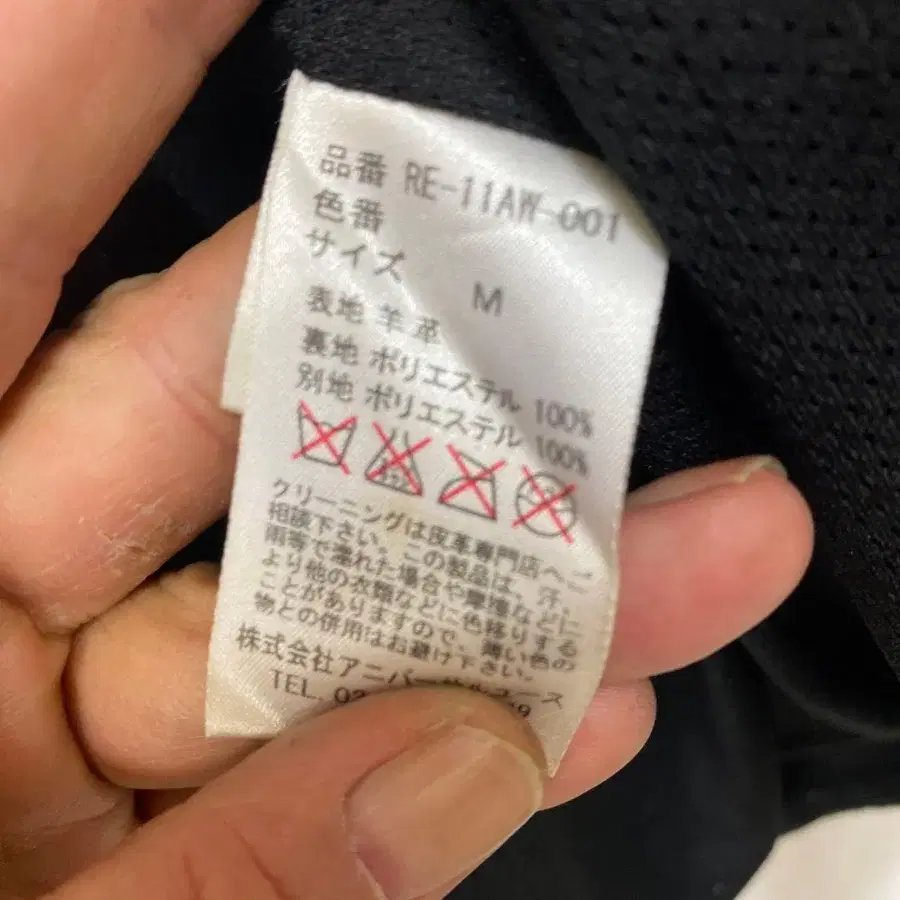 品番 RE-11AW-001
色番
サイズ M
表地 羊革
裏地 ポリエステル 100%
別地 ポリエステル 100%
クリーニングは皮革専門店へご
相談下さい。この製品は、汗、
雨等で濡れた場合や摩擦などに
より他の衣類などに色移りする
ことがありますので、薄い色の
物との併用はお避け下さい。
株式会社アニバーサルユース
TEL. 03